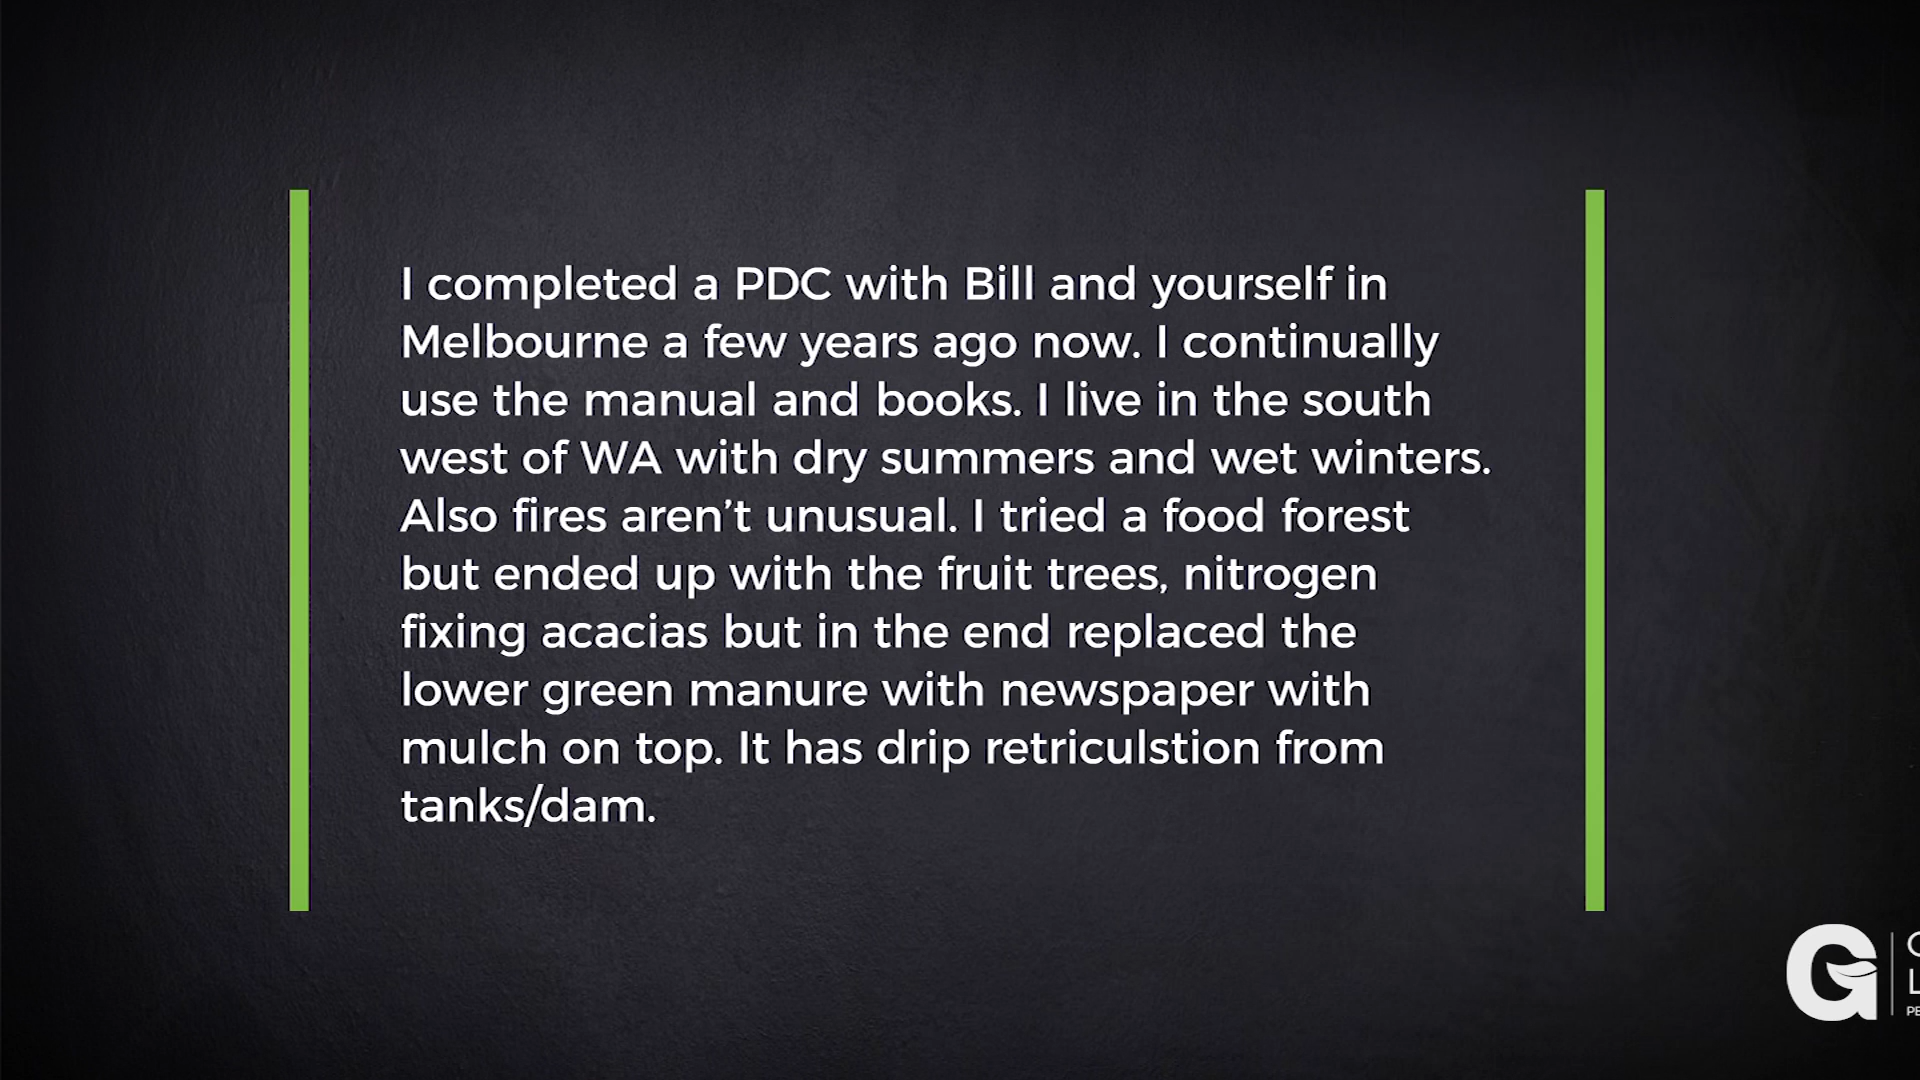 I completed a PDC with Bill and yourself in
Melbourne a few years ago now. I continually
use the manual and books. I live in the south
west of WA with dry summers and wet winters.
Also fires aren’t unusual. I tried a food forest
but ended up with the fruit trees, nitrogen
fixing acacias but in the end replaced the
lower green manure with newspaper with
mulch on top. It has drip retriculstion from
tanks/dam.
G